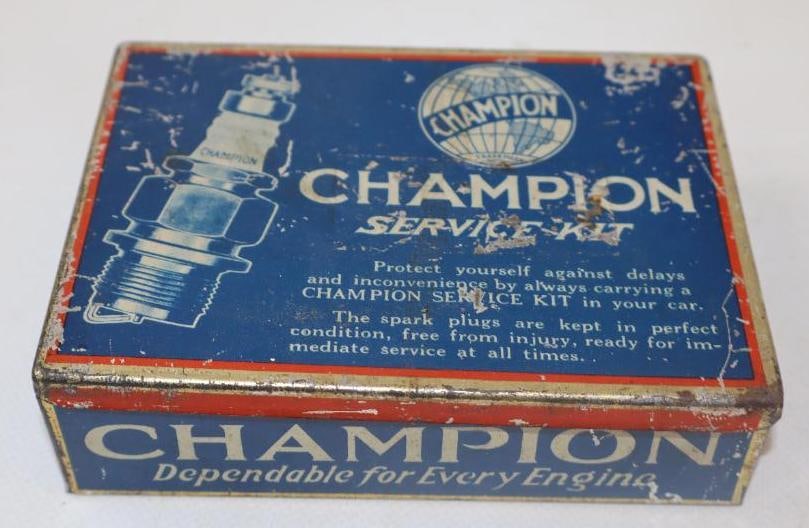 CHAMPION
CHAMPION
CHAMPION
SERVICE-KIT
Protect yourself against delays
and inconvenience by always carrying a
CHAMPION SERVICE KIT in your car.
The spark plugs are kept in perfect
condition, free from injury, ready for im-
mediate service at all times.
CHAMPION
Dependable for Every Engine